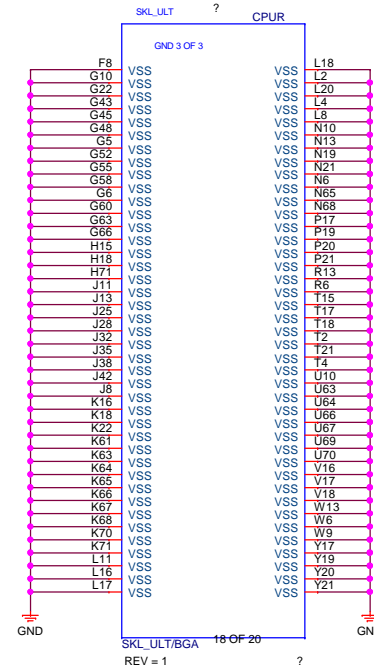 SKL_ULT ?
CPUR
GND 3 OF 3
F8 VSS VSS L18
G10 VSS VSS L2
G22 VSS VSS L20
G43 VSS VSS L4
G45 VSS VSS L8
G48 VSS VSS N10
G5 VSS VSS N13
G52 VSS VSS N19
G55 VSS VSS N21
G58 VSS VSS N6
G6 VSS VSS N65
G60 VSS VSS N68
G63 VSS VSS P17
G66 VSS VSS P19
H15 VSS VSS P20
H18 VSS VSS P21
H71 VSS VSS R13
J11 VSS VSS R6
J13 VSS VSS T15
J25 VSS VSS T17
J28 VSS VSS T18
J32 VSS VSS T2
J35 VSS VSS T21
J38 VSS VSS T4
J42 VSS VSS U10
J8 VSS VSS U63
K16 VSS VSS U64
K18 VSS VSS U66
K22 VSS VSS U67
K61 VSS VSS U69
K63 VSS VSS U70
K64 VSS VSS V16
K65 VSS VSS V17
K66 VSS VSS V18
K67 VSS VSS W13
K68 VSS VSS W6
K70 VSS VSS W9
K71 VSS VSS Y17
L11 VSS VSS Y19
L16 VSS VSS Y20
L17 VSS VSS Y21
GND GN
SKL_ULT/BGA 18 OF 20
REV = 1 ?